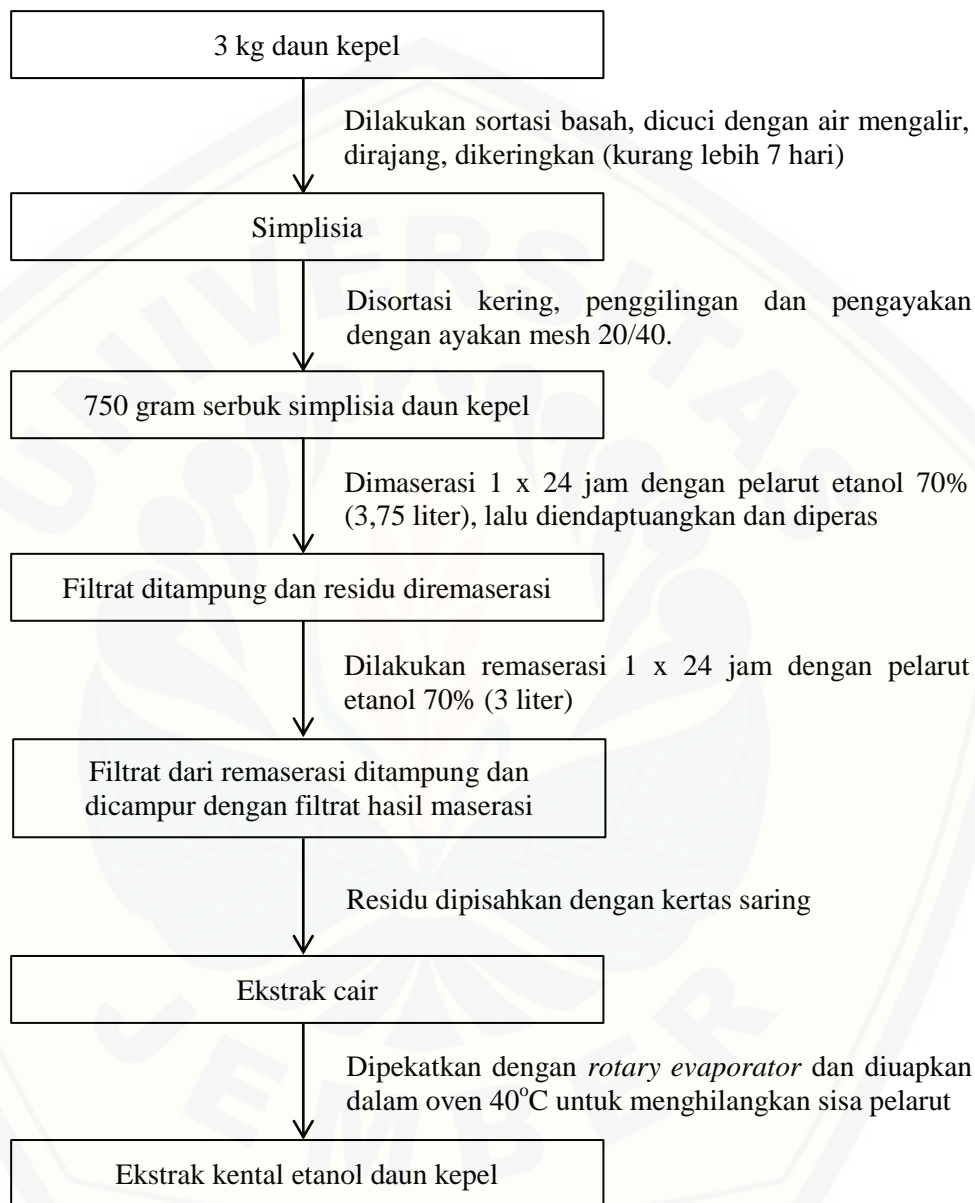 3 kg daun kepel
Dilakukan sortasi basah, dicuci dengan air mengalir,
dirajang, dikeringkan (kurang lebih 7 hari)
Simplisia
Disortasi kering, penggilingan dan pengayakan
dengan ayakan mesh 20/40.
750 gram serbuk simplisia daun kepel
Dimaserasi 1 x 24 jam dengan pelarut etanol 70%
(3,75 liter), lalu diendaptuangkan dan diperas
Filtrat ditampung dan residu diremaserasi
Dilakukan remaserasi 1 x 24 jam dengan pelarut
etanol 70% (3 liter)
Filtrat dari remaserasi ditampung dan
dicampur dengan filtrat hasil maserasi
Residu dipisahkan dengan kertas saring
Ekstrak cair
Dipekatkan dengan rotary evaporator dan diuapkan
dalam oven 40°C untuk menghilangkan sisa pelarut
Ekstrak kental etanol daun kepel
UNIVERSITAS
JEMBER